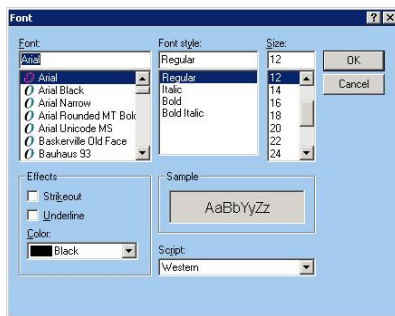 Font
Font: Font style: Size:
Arial Regular 12 OK
Arial Regular 12 Cancel
Arial Black Italic 14
Arial Narrow Bold 16
Arial Rounded MT Bold Bold Italic 18
Arial Unicode MS 20
Baskerville Old Face 22
Bauhaus 93 24
Effects Sample
Strikeout
Underline AaBbYyZz
Color:
Black
Script:
Western